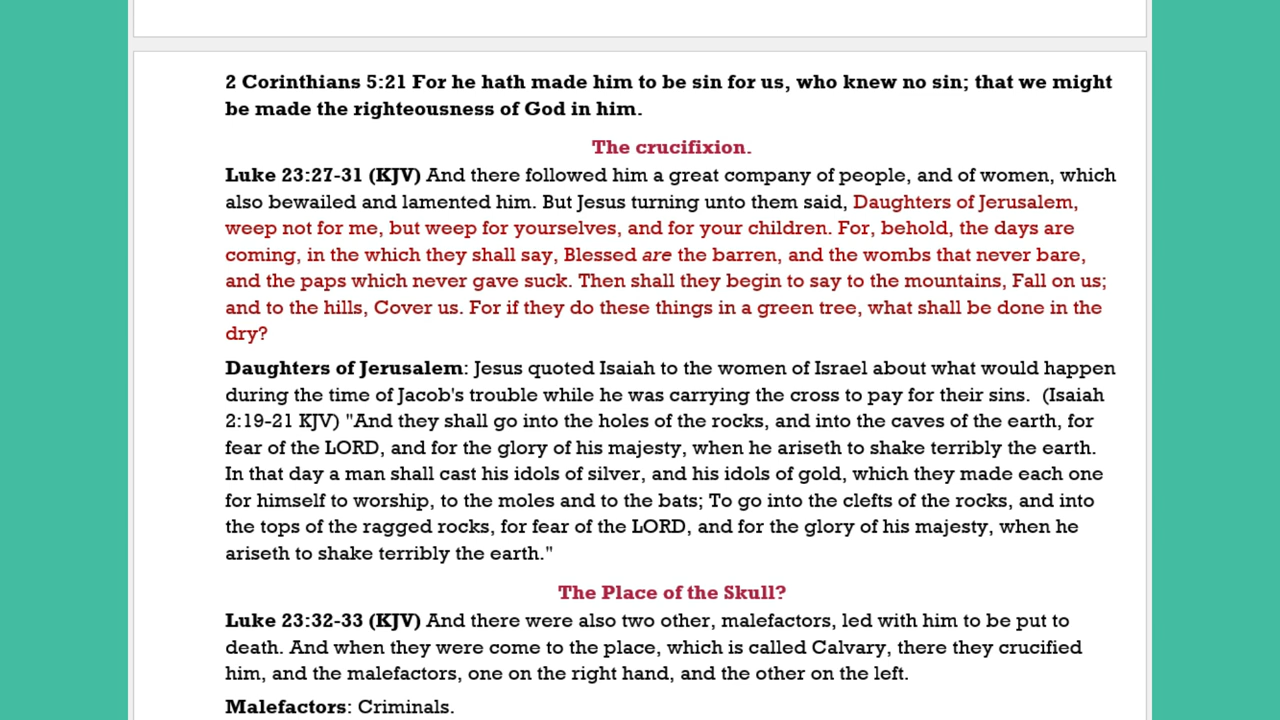 2 Corinthians 5:21 For he hath made him to be sin for us, who knew no sin; that we might
be made the righteousness of God in him.
The crucifixion.
Luke 23:27-31 (KJV) And there followed him a great company of people, and of women, which
also bewailed and lamented him. But Jesus turning unto them said, Daughters of Jerusalem,
weep not for me, but weep for yourselves, and for your children. For, behold, the days are
coming, in the which they shall say, Blessed are the barren, and the wombs that never bare,
and the paps which never gave suck. Then shall they begin to say to the mountains, Fall on us;
and to the hills, Cover us. For if they do these things in a green tree, what shall be done in the
dry?
Daughters of Jerusalem: Jesus quoted Isaiah to the women of Israel about what would happen
during the time of Jacob's trouble while he was carrying the cross to pay for their sins.  (Isaiah
2:19-21 KJV) "And they shall go into the holes of the rocks, and into the caves of the earth, for
fear of the LORD, and for the glory of his majesty, when he ariseth to shake terribly the earth.
In that day a man shall cast his idols of silver, and his idols of gold, which they made each one
for himself to worship, to the moles and to the bats; To go into the clefts of the rocks, and into
the tops of the ragged rocks, for fear of the LORD, and for the glory of his majesty, when he
ariseth to shake terribly the earth."
The Place of the Skull?
Luke 23:32-33 (KJV) And there were also two other, malefactors, led with him to be put to
death. And when they were come to the place, which is called Calvary, there they crucified
him, and the malefactors, one on the right hand, and the other on the left.
Malefactors: Criminals.